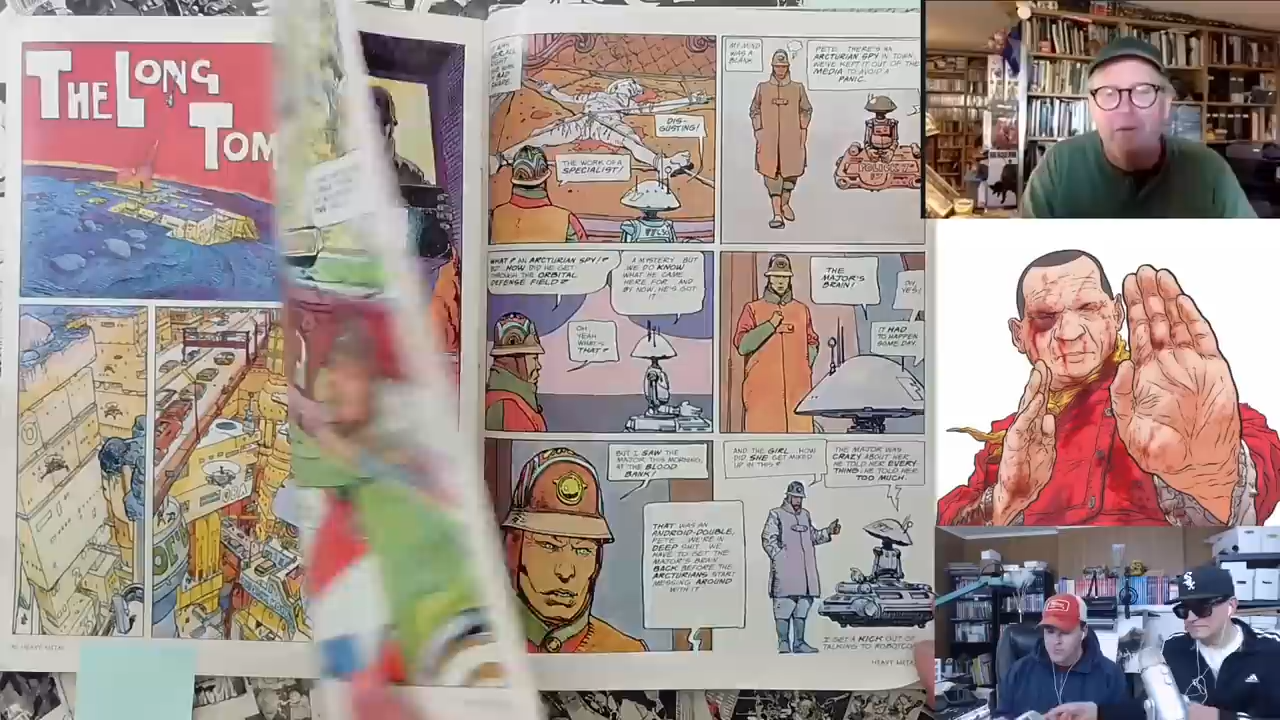 THE LONG
TOM
DIS-
GUSTING!
THE WORK OF A
SPECIALIST!
MY MIND
WAS A
BLANK
PETE, THERE'S AN
ARCTURIAN SPY IN TOWN.
WE'VE KEPT IT OUT OF THE
MEDIA TO AVOID A
PANIC.
WHAT? AN ARCTURIAN SPY!?
BUT HOW DID HE GET
THROUGH THE ORBITAL
DEFENSE FIELD?
A MYSTERY. BUT
WE DO KNOW
WHAT HE CAME
HERE FOR. AND
BY NOW, HE'S GOT
IT.
OH,
YEAH.
WHAT'S
THAT?
THE
MAJOR'S
BRAIN!
OH,
YES!
IT HAD
TO HAPPEN
SOME DAY.
BUT I SAW THE
MAJOR THIS MORNING,
AT THE BLOOD
BANK!
THAT WAS AN
ANDROID-DOUBLE,
PETE. WE'RE IN
DEEP SHIT. WE
HAVE TO GET THE
MAJOR'S BRAIN
BACK BEFORE THE
ARCTURIANS START
MESSING AROUND
WITH IT.
AND THE GIRL. HOW
DID SHE GET MIXED
UP IN THIS?
THE MAJOR WAS
CRAZY ABOUT HER.
HE TOLD HER EVERY-
THING. HE TOLD HER
TOO MUCH.
I GET A KICK OUT OF
TALKING TO ROBOTCO
HEAVY METAL
HEAVY META